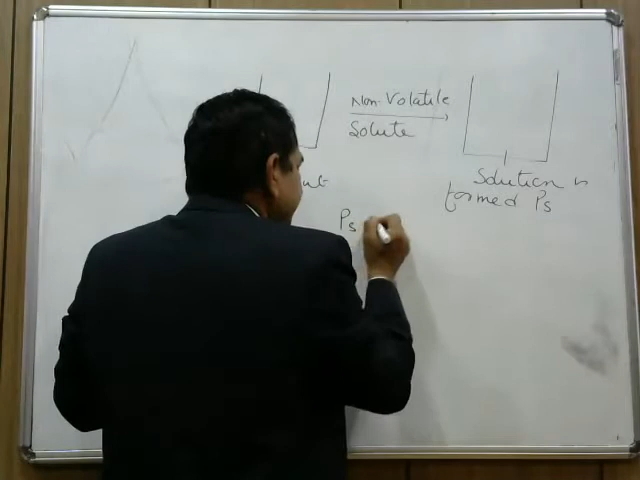 Non-Volatile
Solute
Solution is
formed Ps
Ps